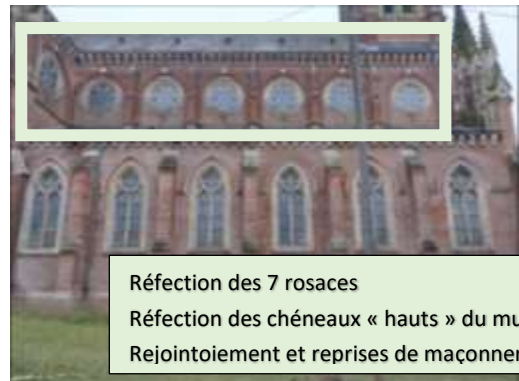 Réfection des 7 rosaces
Réfection des chéneaux « hauts » du mu
Rejointoiement et reprises de maçonner